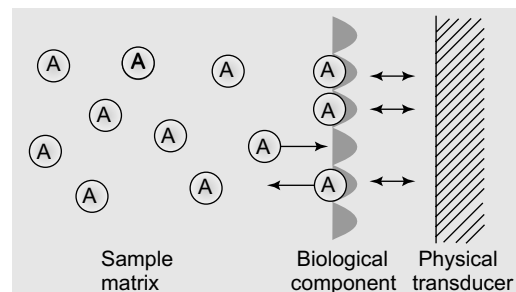 A A A A
A A
A A A
A A A
Sample
matrix
Biological
component
Physical
transducer